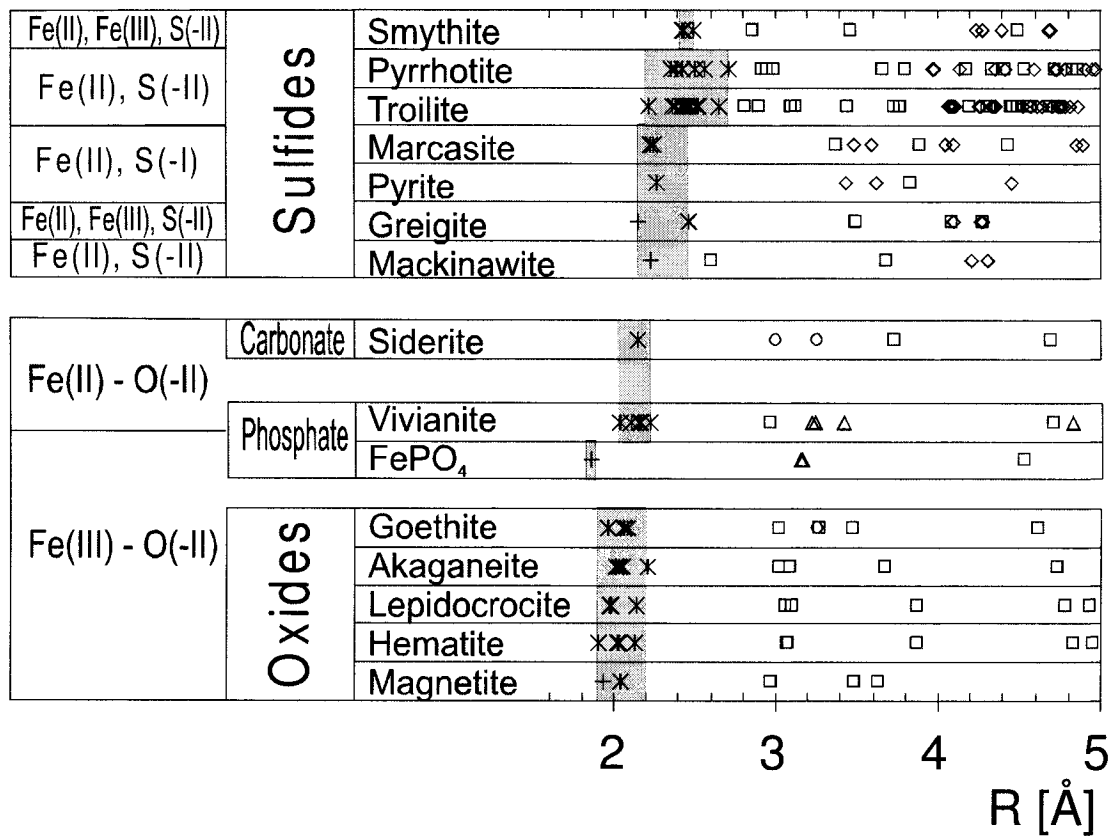 Fe(II), Fe(III), S(-II)
Fe(II), S(-II)
Fe(II), S(-I)
Fe(II), Fe(III), S(-II)
Fe(II), S(-II)
Sulfides
Smythite
Pyrrhotite
Troilite
Marcasite
Pyrite
Greigite
Mackinawite
Fe(II) - O(-II)
Carbonate
Siderite
Phosphate
Vivianite
FePO₄
Fe(III) - O(-II)
Oxides
Goethite
Akaganeite
Lepidocrocite
Hematite
Magnetite
2 3 4 5
R [Å]